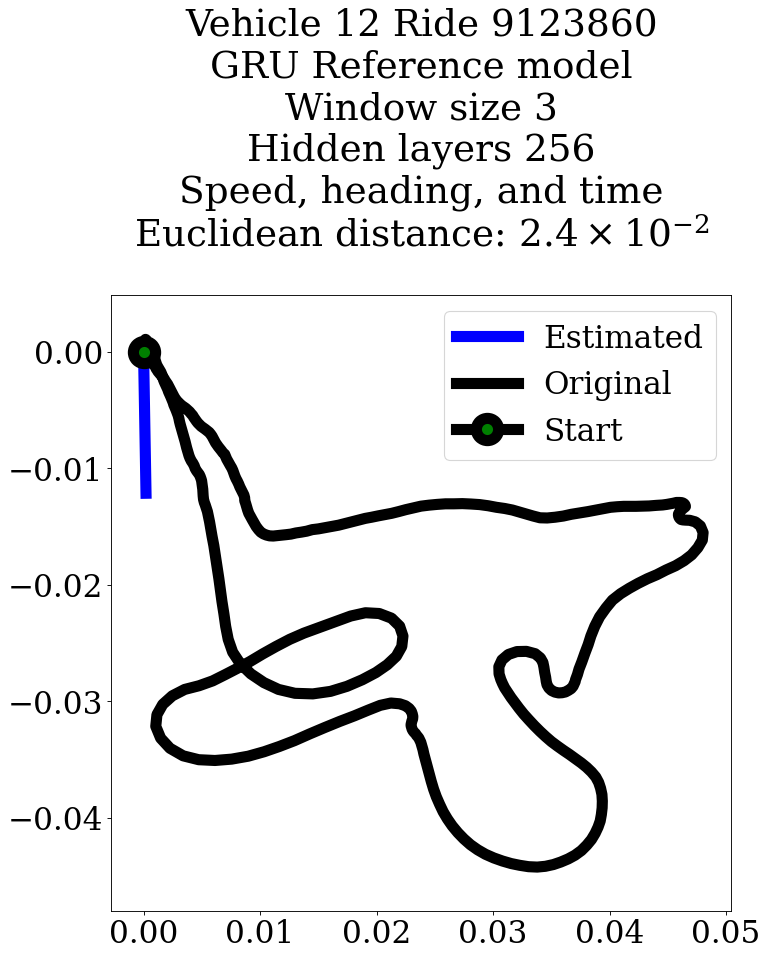 Vehicle 12 Ride 9123860
GRU Reference model
Window size 3
Hidden layers 256
Speed, heading, and time
Euclidean distance: 2.4 × 10⁻²
Estimated
Original
Start
0.00
−0.01
−0.02
−0.03
−0.04
0.00 0.01 0.02 0.03 0.04 0.05